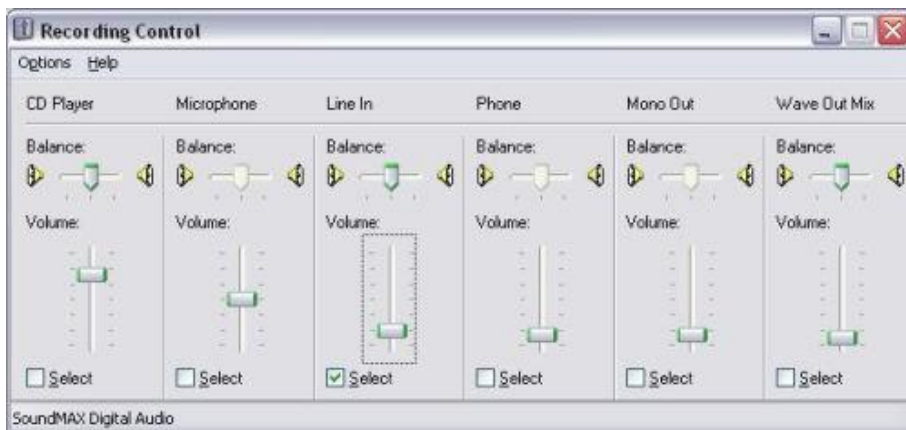 Recording Control
Options Help
CD Player Microphone Line In Phone Mono Out Wave Out Mix
Balance: Balance: Balance: Balance: Balance: Balance:
Volume: Volume: Volume: Volume: Volume: Volume:
Select Select Select Select Select Select
SoundMAX Digital Audio